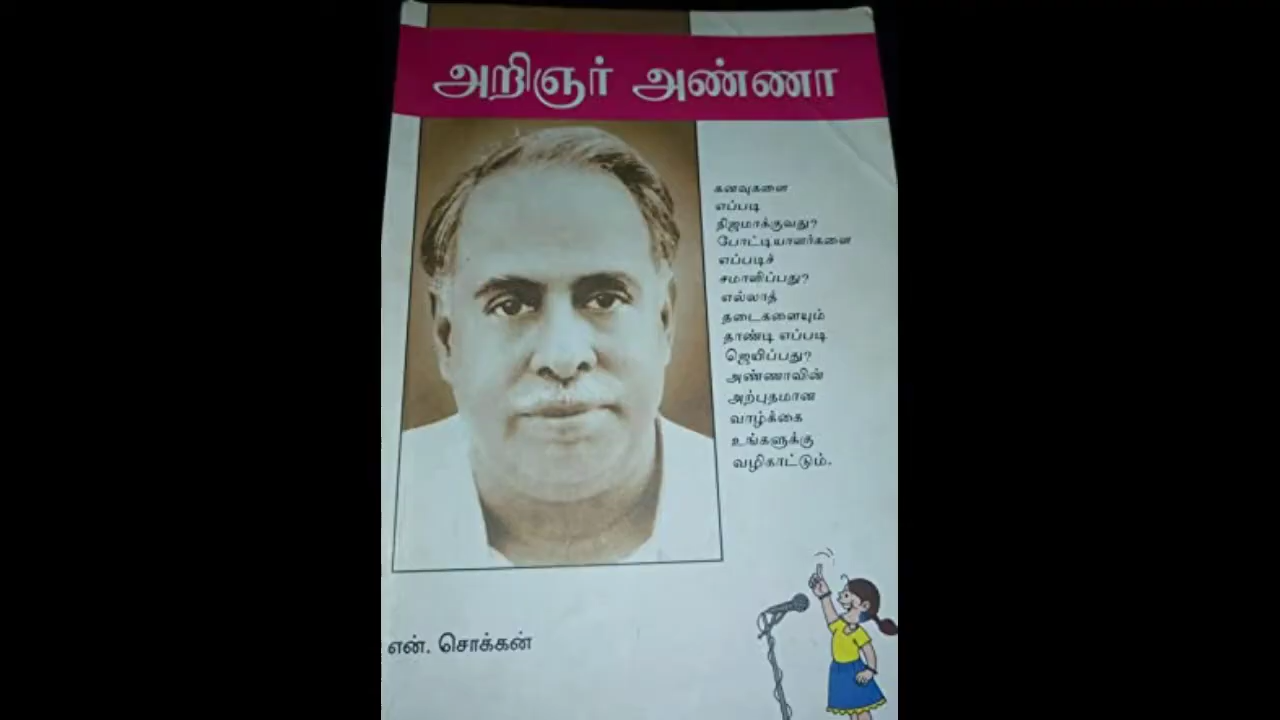 அறிஞர் அண்ணா
கனவுகளை
எப்படி
நிஜமாக்குவது?
போட்டியாளர்களை
எப்படிச்
சமாளிப்பது?
எல்லாத்
தடைகளையும்
தாண்டி எப்படி
ஜெயிப்பது?
அண்ணாவின்
அற்புதமான
வாழ்க்கை
உங்களுக்கு
வழிகாட்டும்.
என். சொக்கன்